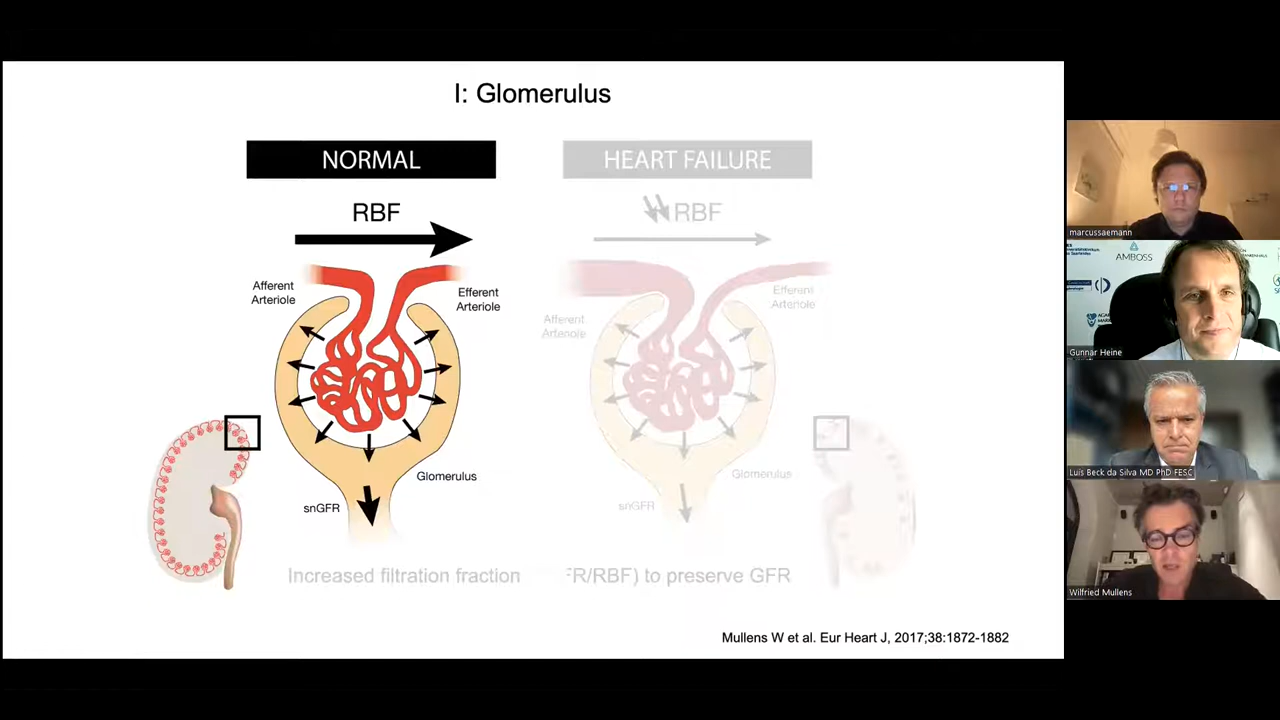 I: Glomerulus
NORMAL
HEART FAILURE
RBF
RBF
Afferent
Arteriole
Efferent
Arteriole
Afferent
Arteriole
Efferent
Arteriole
Glomerulus
snGFR
Glomerulus
snGFR
Increased filtration fraction
FR/RBF) to preserve GFR
Mullens W et al. Eur Heart J, 2017;38:1872-1882
marcussaemann
AMBOSS
Gunnar Heine
Luís Beck da Silva MD PhD FESC
Wilfried Mullens